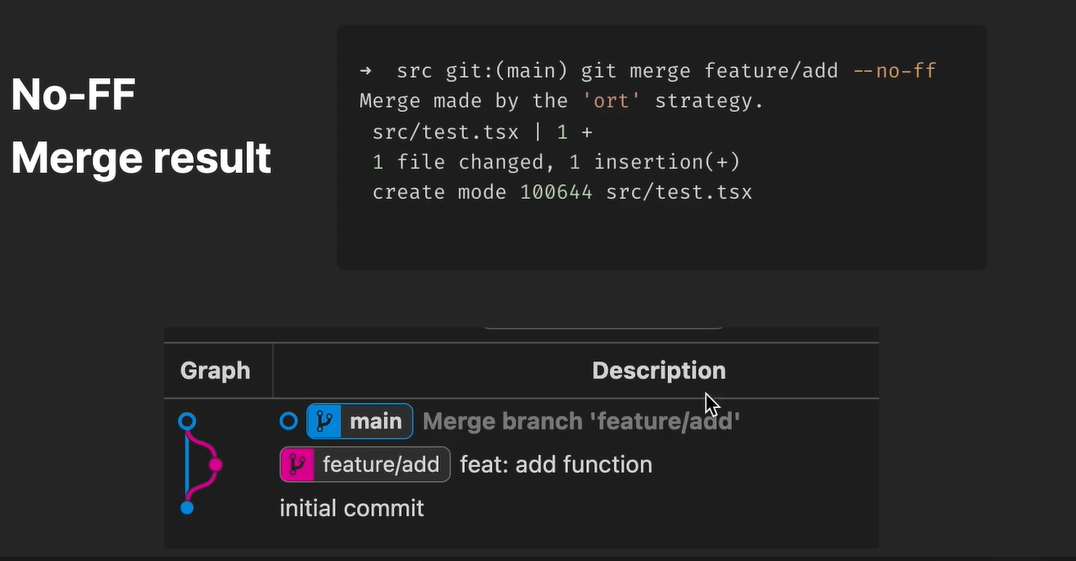 No-FF
Merge result
➜ src git:(main) git merge feature/add --no-ff
Merge made by the 'ort' strategy.
src/test.tsx | 1 +
1 file changed, 1 insertion(+)
create mode 100644 src/test.tsx
Graph Description
main Merge branch 'feature/add'
feature/add feat: add function
initial commit